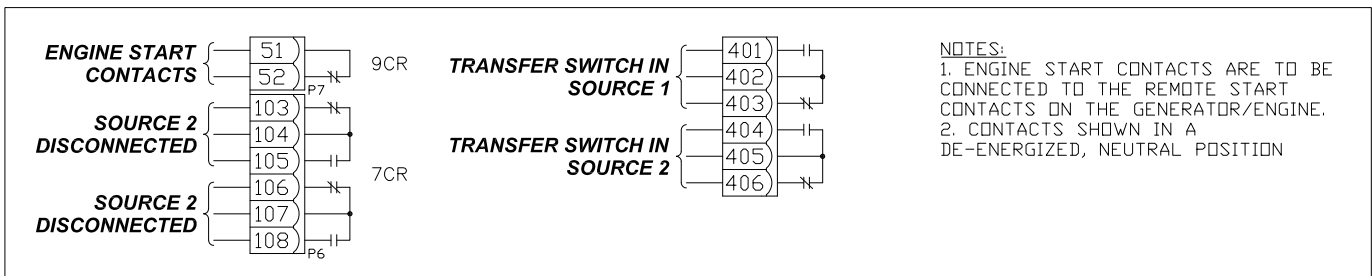 ENGINE START
CONTACTS
51
52
P7
9CR
SOURCE 2
DISCONNECTED
103
104
105
7CR
SOURCE 2
DISCONNECTED
106
107
108
P6
TRANSFER SWITCH IN
SOURCE 1
401
402
403
TRANSFER SWITCH IN
SOURCE 2
404
405
406
NOTES:
1. ENGINE START CONTACTS ARE TO BE
CONNECTED TO THE REMOTE START
CONTACTS ON THE GENERATOR/ENGINE.
2. CONTACTS SHOWN IN A
DE-ENERGIZED, NEUTRAL POSITION